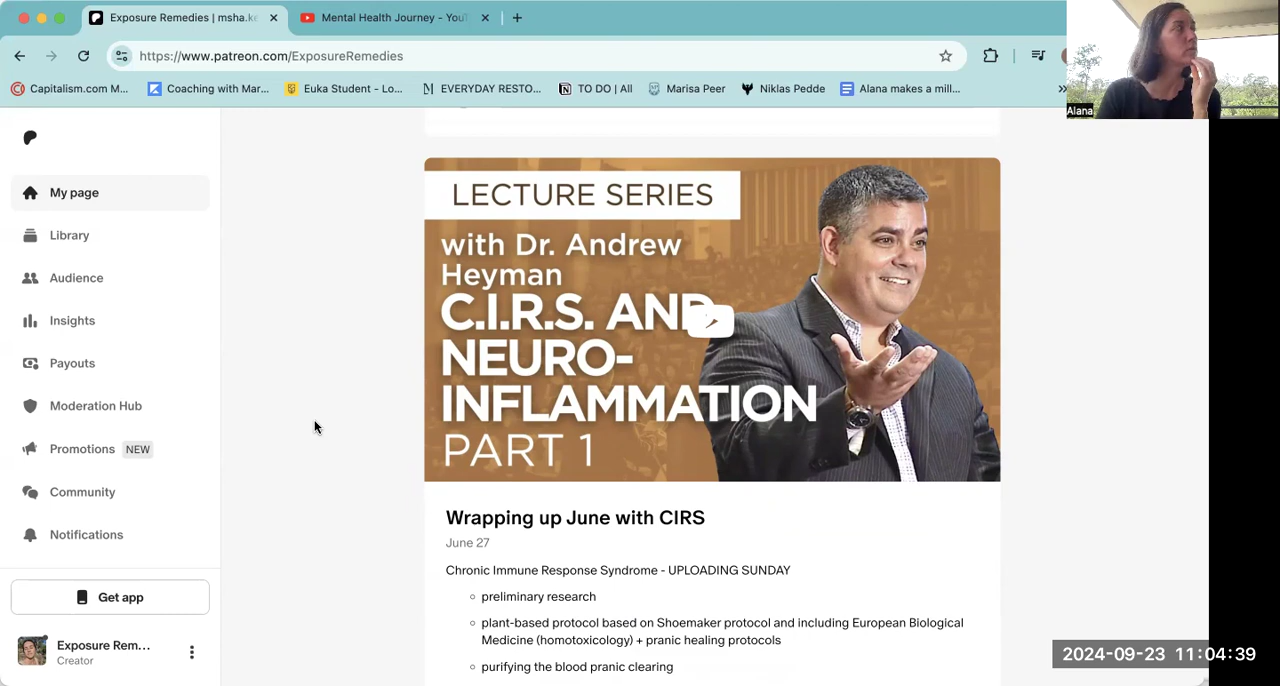 Exposure Remedies | msha.ke
Mental Health Journey - YouT
https://www.patreon.com/ExposureRemedies
Capitalism.com M...
Coaching with Mar...
Euka Student - Lo...
EVERYDAY RESTO...
TO DO | All
Marisa Peer
Niklas Pedde
Alana makes a mill...
»
Alana
My page
Library
Audience
Insights
Payouts
Moderation Hub
Promotions NEW
Community
Notifications
Get app
Exposure Rem...
Creator
LECTURE SERIES
with Dr. Andrew
Heyman
C.I.R.S. AND
NEURO-
INFLAMMATION
PART 1
Wrapping up June with CIRS
June 27
Chronic Immune Response Syndrome - UPLOADING SUNDAY
preliminary research
plant-based protocol based on Shoemaker protocol and including European Biological
Medicine (homotoxicology) + pranic healing protocols
purifying the blood pranic clearing
2024-09-23 11:04:39